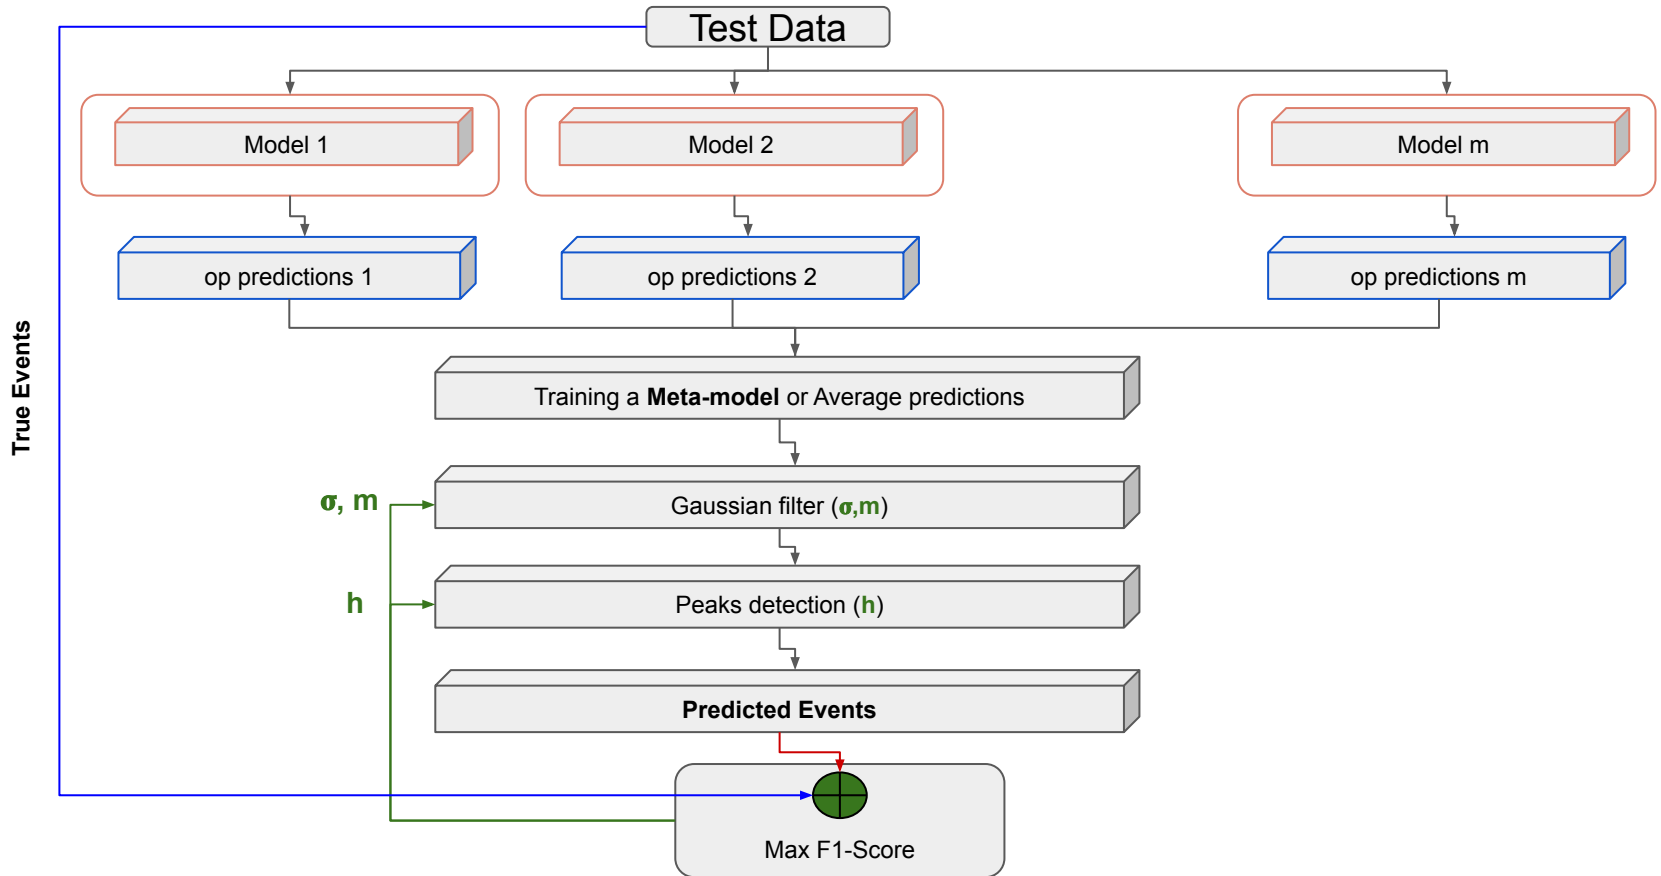 Test Data
Model 1
Model 2
Model m
op predictions 1
op predictions 2
op predictions m
True Events
Training a Meta-model or Average predictions
σ, m
Gaussian filter (σ,m)
h
Peaks detection (h)
Predicted Events
Max F1-Score